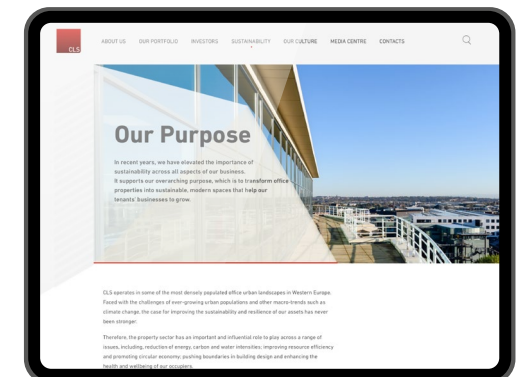 CLS
ABOUT US OUR PORTFOLIO INVESTORS SUSTAINABILITY OUR CULTURE MEDIA CENTRE CONTACTS
Our Purpose
In recent years, we have elevated the importance of
sustainability across all aspects of our business.
It supports our overarching purpose, which is to transform office
properties into sustainable, modern spaces that help our
tenants' businesses to grow.
CLS operates in some of the most densely populated office urban landscapes in Western Europe.
Faced with the challenges of ever-growing urban populations and other macro-trends such as
climate change, the case for improving the sustainability and resilience of our assets has never
been stronger.
Therefore, the property sector has an important and influential role to play across a range of
issues, including, reduction of energy, carbon and water intensities; improving resource efficiency
and promoting circular economy; pushing boundaries in building design and enhancing the
health and wellbeing of our occupiers.